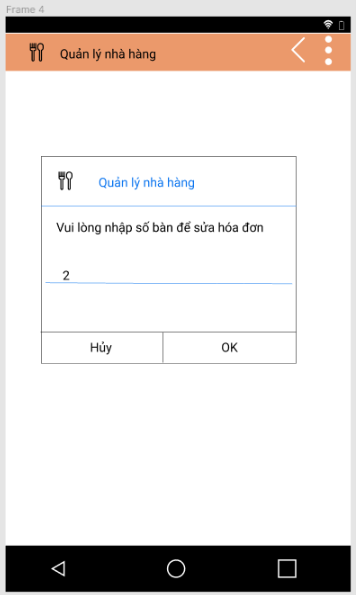 Frame 4
Quản lý nhà hàng
Quản lý nhà hàng
Vui lòng nhập số bàn để sửa hóa đơn
2
Hủy
OK